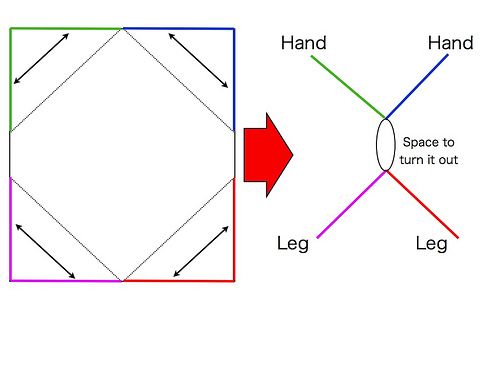 Hand
Hand
Space to
turn it out
Leg
Leg